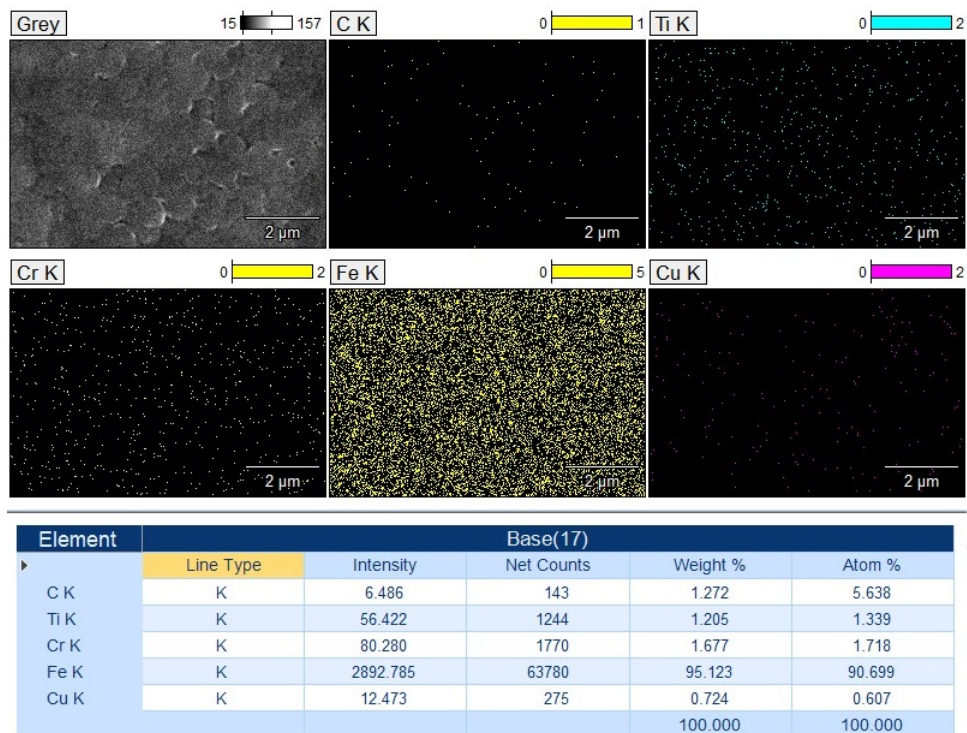 Grey 15 157 C K 0 1 Ti K 0 2
2 µm 2 µm 2 µm
Cr K 0 2 Fe K 0 5 Cu K 0 2
2 µm 2 µm 2 µm
Element Base(17)
Line Type Intensity Net Counts Weight % Atom %
C K K 6.486 143 1.272 5.638
Ti K K 56.422 1244 1.205 1.339
Cr K K 80.280 1770 1.677 1.718
Fe K K 2892.785 63780 95.123 90.699
Cu K K 12.473 275 0.724 0.607
100.000 100.000